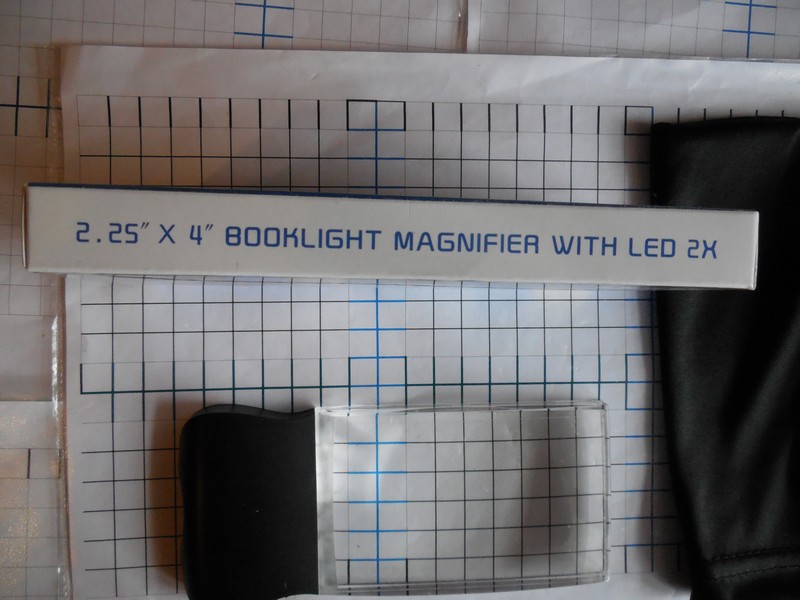 2.25" X 4" BOOKLIGHT MAGNIFIER WITH LED 2X